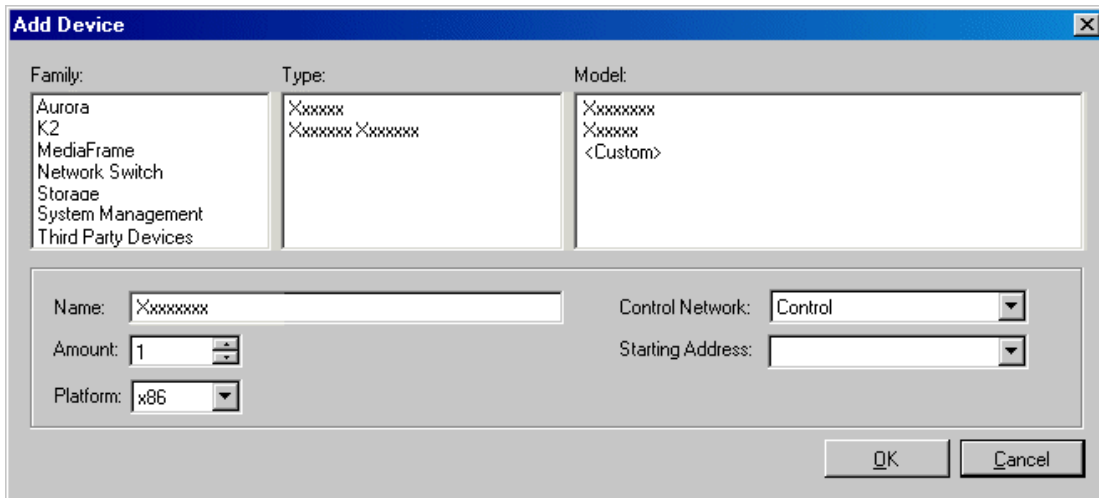 Add Device
Family: Type: Model:
Aurora
K2
MediaFrame
Network Switch
Storage
System Management
Third Party Devices
Xxxxxx
Xxxxxxx Xxxxxxx
Xxxxxxxx
Xxxxxx
<Custom>
Name: Xxxxxxxx
Control Network: Control
Amount: 1
Starting Address:
Platform: x86
OK Cancel